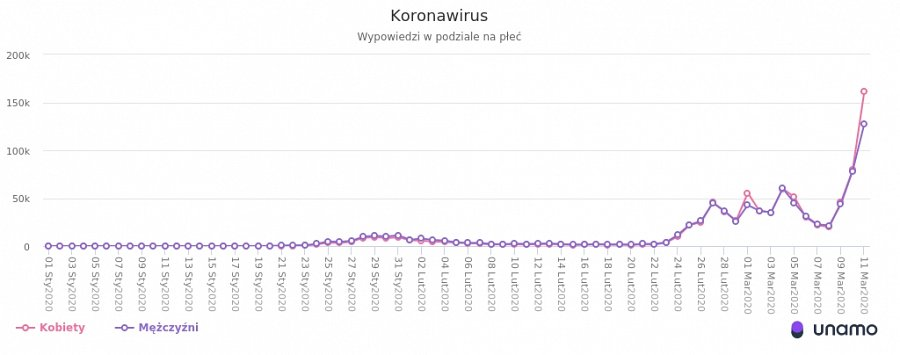 Koronawirus
Wypowiedzi w podziale na płeć
200k
150k
100k
50k
0
01 Sty2020
03 Sty2020
05 Sty2020
07 Sty2020
09 Sty2020
11 Sty2020
13 Sty2020
15 Sty2020
17 Sty2020
19 Sty2020
21 Sty2020
23 Sty2020
25 Sty2020
27 Sty2020
29 Sty2020
31 Sty2020
02 Lut2020
04 Lut2020
06 Lut2020
08 Lut2020
10 Lut2020
12 Lut2020
14 Lut2020
16 Lut2020
18 Lut2020
20 Lut2020
22 Lut2020
24 Lut2020
26 Lut2020
28 Lut2020
01 Mar2020
03 Mar2020
05 Mar2020
07 Mar2020
09 Mar2020
11 Mar2020
Kobiety
Mężczyźni
unamo